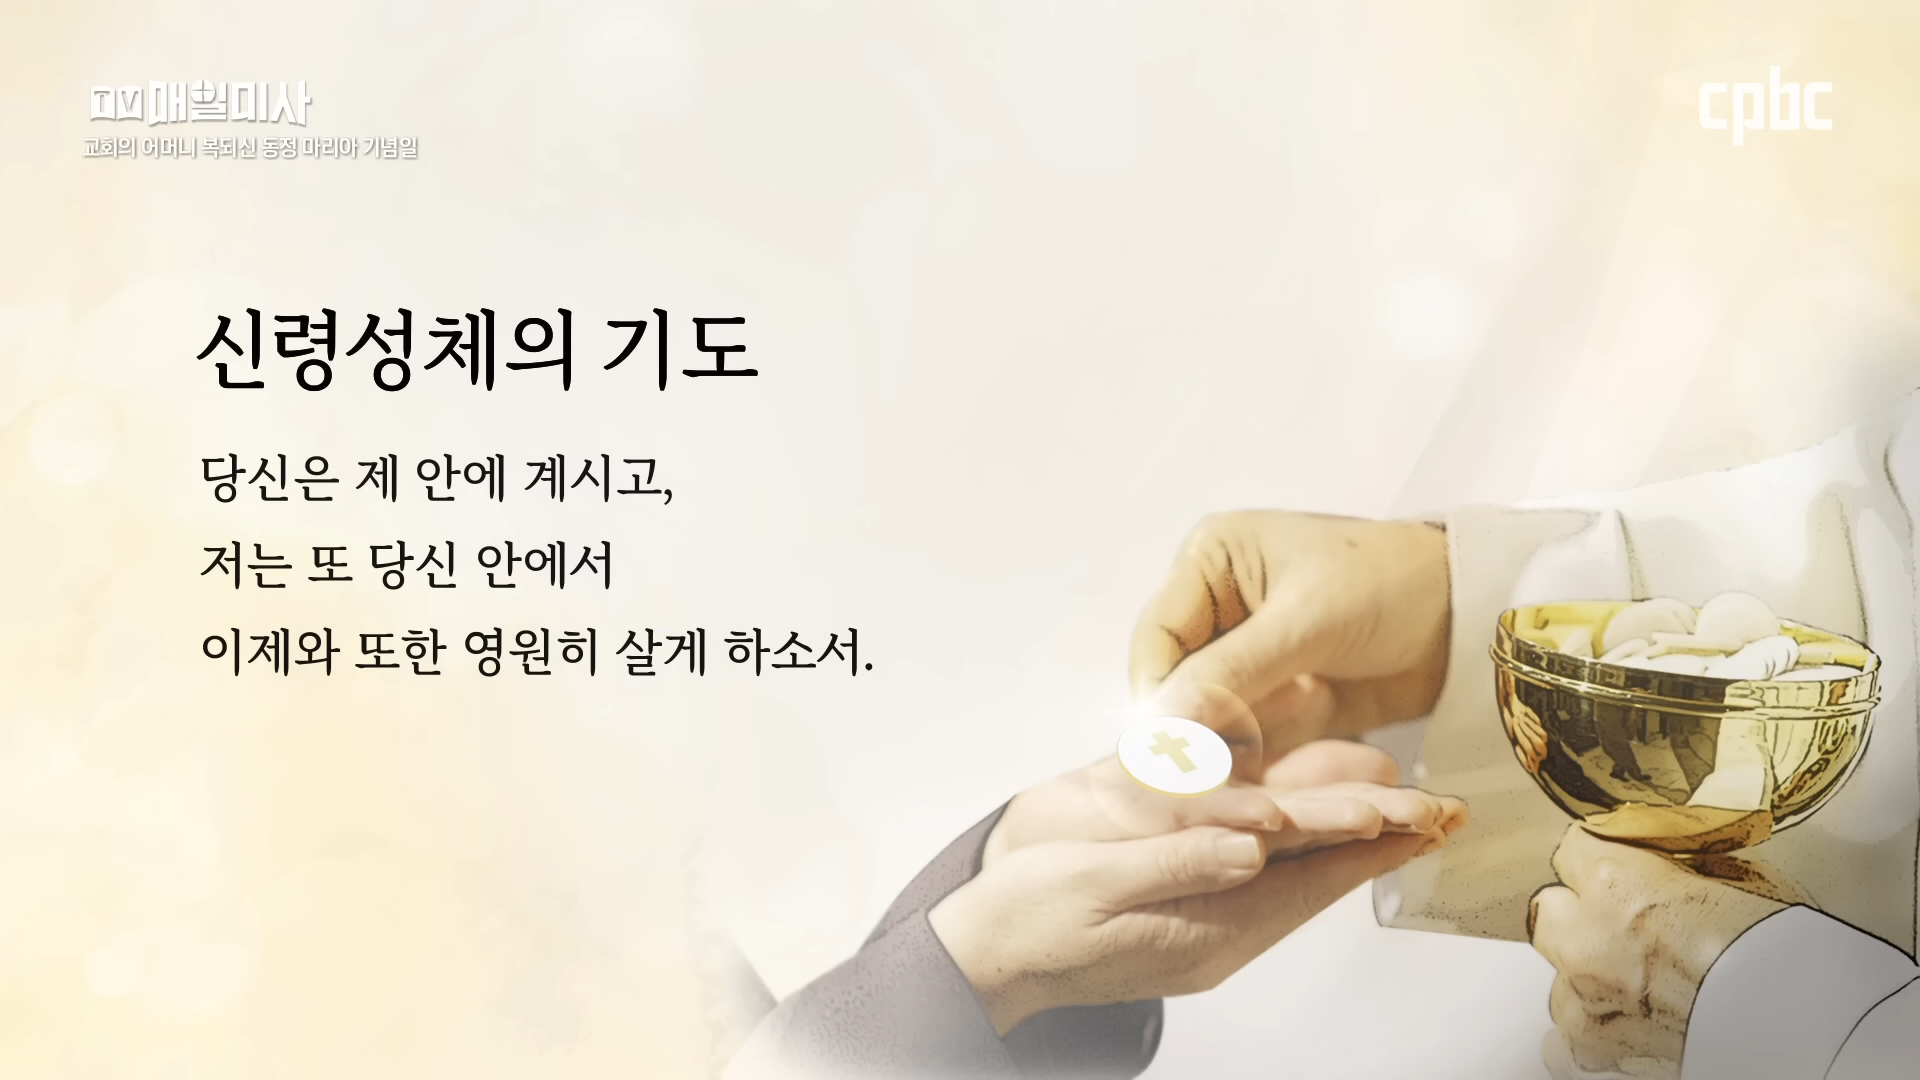 TV매일미사
교회의 어머니 복되신 동정 마리아 기념일
cpbc
신령성체의 기도
당신은 제 안에 계시고,
저는 또 당신 안에서
이제와 또한 영원히 살게 하소서.